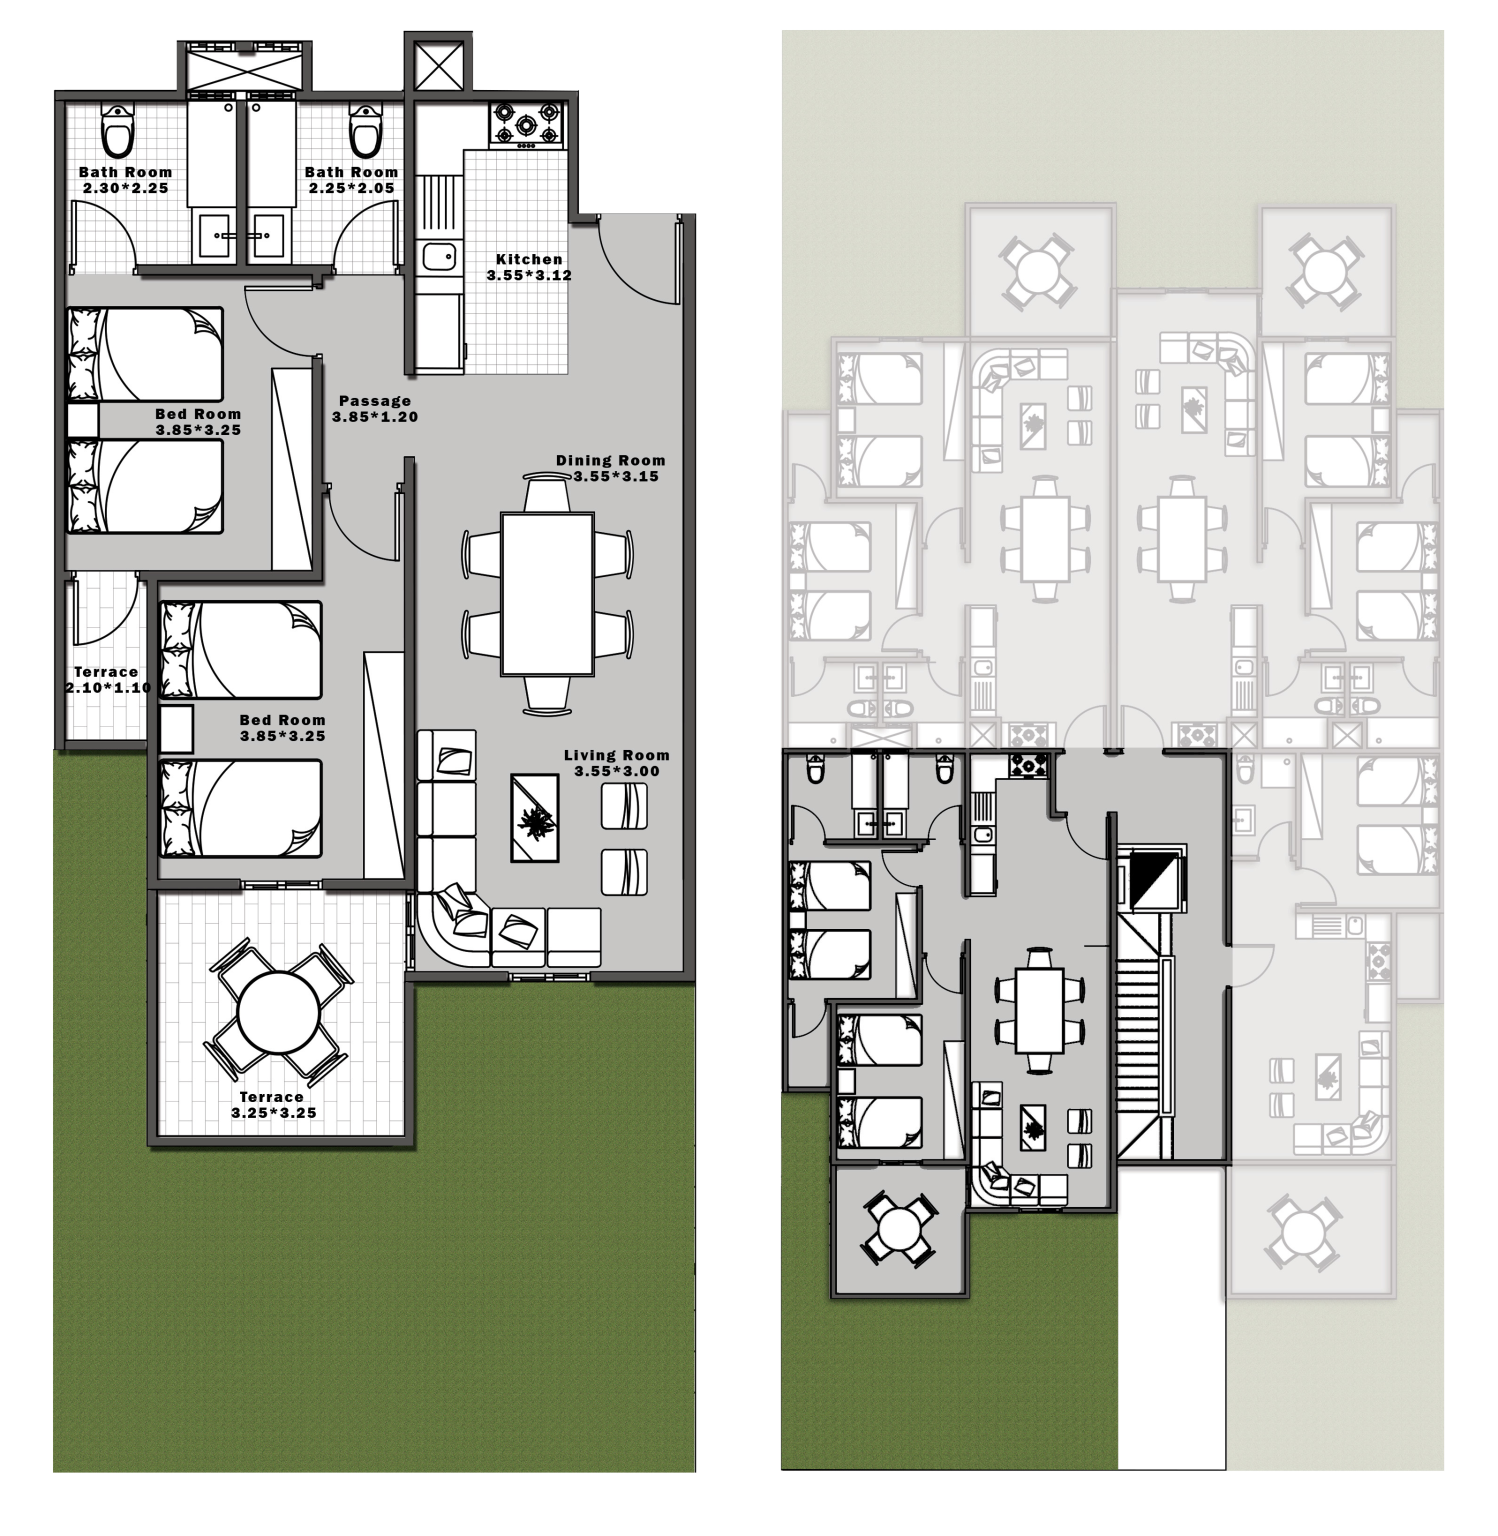 Bath Room
2.30*2.25
Bath Room
2.25*2.05
Kitchen
3.55*3.12
Passage
3.85*1.20
Bed Room
3.85*3.25
Dining Room
3.55*3.15
Terrace
2.10*1.10
Bed Room
3.85*3.25
Living Room
3.55*3.00
Terrace
3.25*3.25